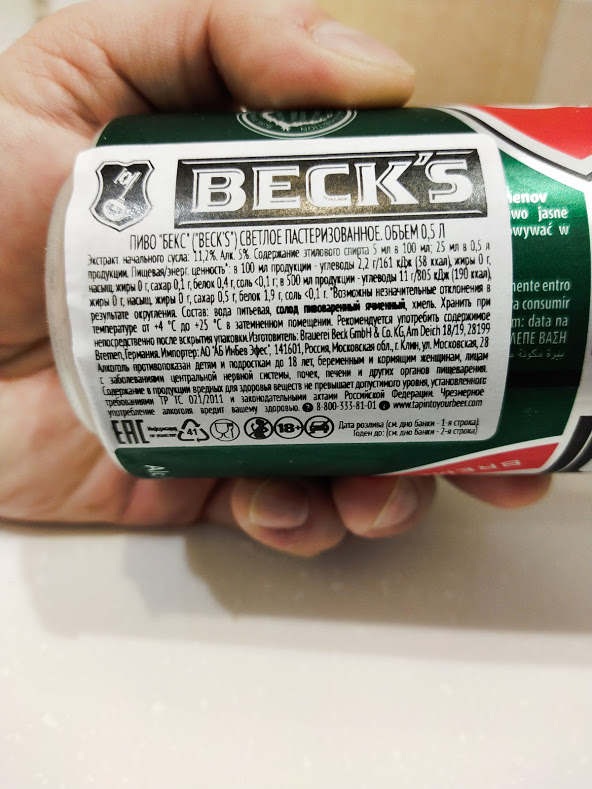 BECK'S
ПИВО "БЕКС" ("BECK'S") СВЕТЛОЕ ПАСТЕРИЗОВАННОЕ. ОБЪЕМ 0,5 Л
Экстракт начального сусла: 11,2%. Алк. 5%. Содержание этилового спирта 5 мл в 100 мл; 25 мл в 0,5 л
продукции. Пищевая/энерг. ценность*: в 100 мл продукции - углеводы 2,2 г/161 кДж (38 ккал), жиры 0 г,
насыщ. жиры 0 г, сахар 0,1 г, белок 0,4 г, соль <0,1 г; в 500 мл продукции - углеводы 11 г/805 кДж (190 ккал),
жиры 0 г, насыщ. жиры 0 г, сахар 0,5 г, белок 1,9 г, соль <0,1 г. *Возможны незначительные отклонения в
результате округления. Состав: вода питьевая, солод пивоваренный ячменный, хмель. Хранить при
температуре от +4 °С до +25 °С в затемненном помещении. Рекомендуется употребить содержимое
непосредственно после вскрытия упаковки. Изготовитель: Brauerei Beck GmbH & Co. KG, Am Deich 18/19, 28199
Bremen, Германия. Импортер: АО "АБ ИнБев Эфес", 141601, Россия, Московская обл., г. Клин, ул. Московская, 28
Алкоголь противопоказан детям и подросткам до 18 лет, беременным и кормящим женщинам, лицам
с заболеваниями центральной нервной системы, почек, печени и других органов пищеварения.
Содержание в продукции вредных для здоровья веществ не превышает допустимого уровня, установленного
требованиями ТР ТС 021/2011 и законодательными актами Российской Федерации. Чрезмерное
употребление алкоголя вредит вашему здоровью. 8-800-333-81-01 www.tapintoyourbeer.com
EAC
41
18+
Дата розлива (см. дно банки - 1-я строка).
Годен до: (см. дно банки - 2-я строка)
wo jasne
owywać w
mente entro
a consumir
m: data na
ΛΕΠΕ ΒΑΣΗ
BREW